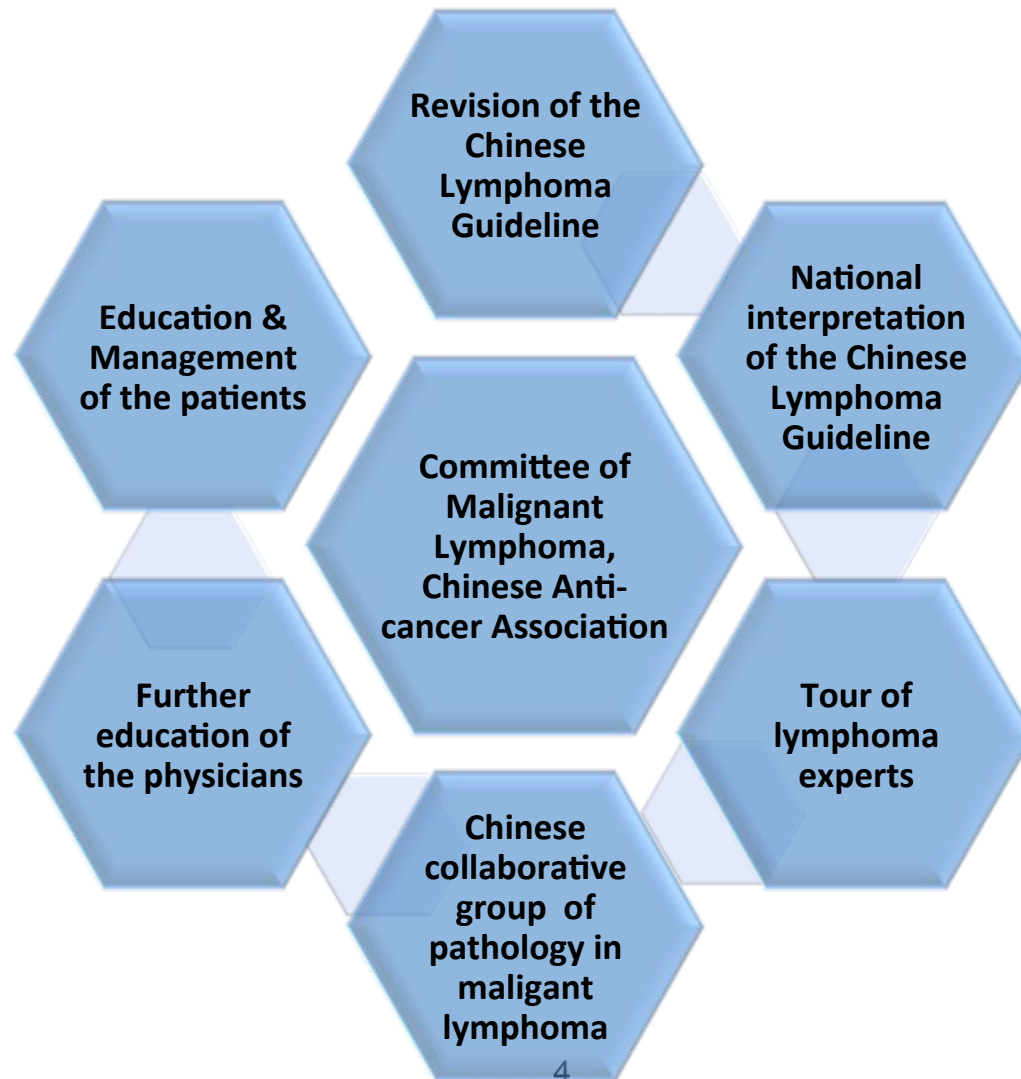 Revision of the
Chinese
Lymphoma
Guideline
National
interpretation
of the Chinese
Lymphoma
Guideline
Education &
Management
of the patients
Committee of
Malignant
Lymphoma,
Chinese Anti-
cancer Association
Further
education of
the physicians
Tour of
lymphoma
experts
Chinese
collaborative
group of
pathology in
maligant
lymphoma
4